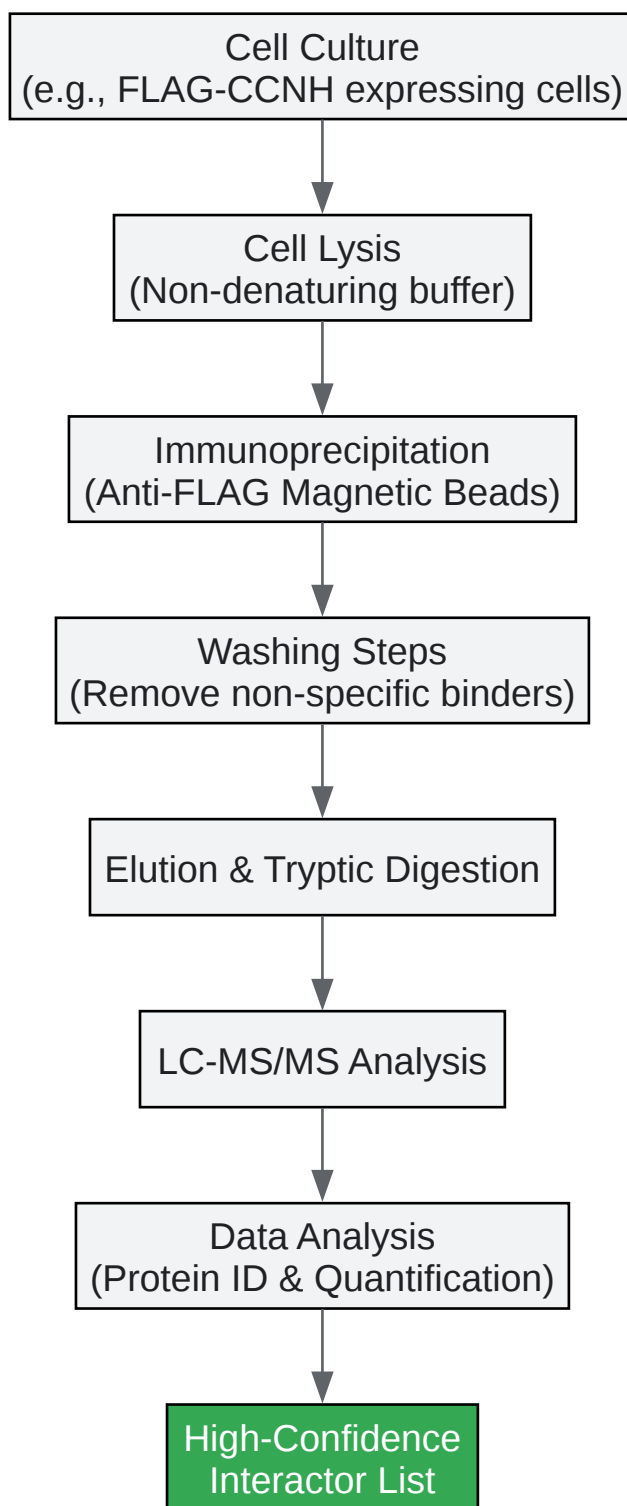 Cell Culture
(e.g., FLAG-CCNH expressing cells)
Cell Lysis
(Non-denaturing buffer)
Immunoprecipitation
(Anti-FLAG Magnetic Beads)
Washing Steps
(Remove non-specific binders)
Elution & Tryptic Digestion
LC-MS/MS Analysis
Data Analysis
(Protein ID & Quantification)
High-Confidence
Interactor List